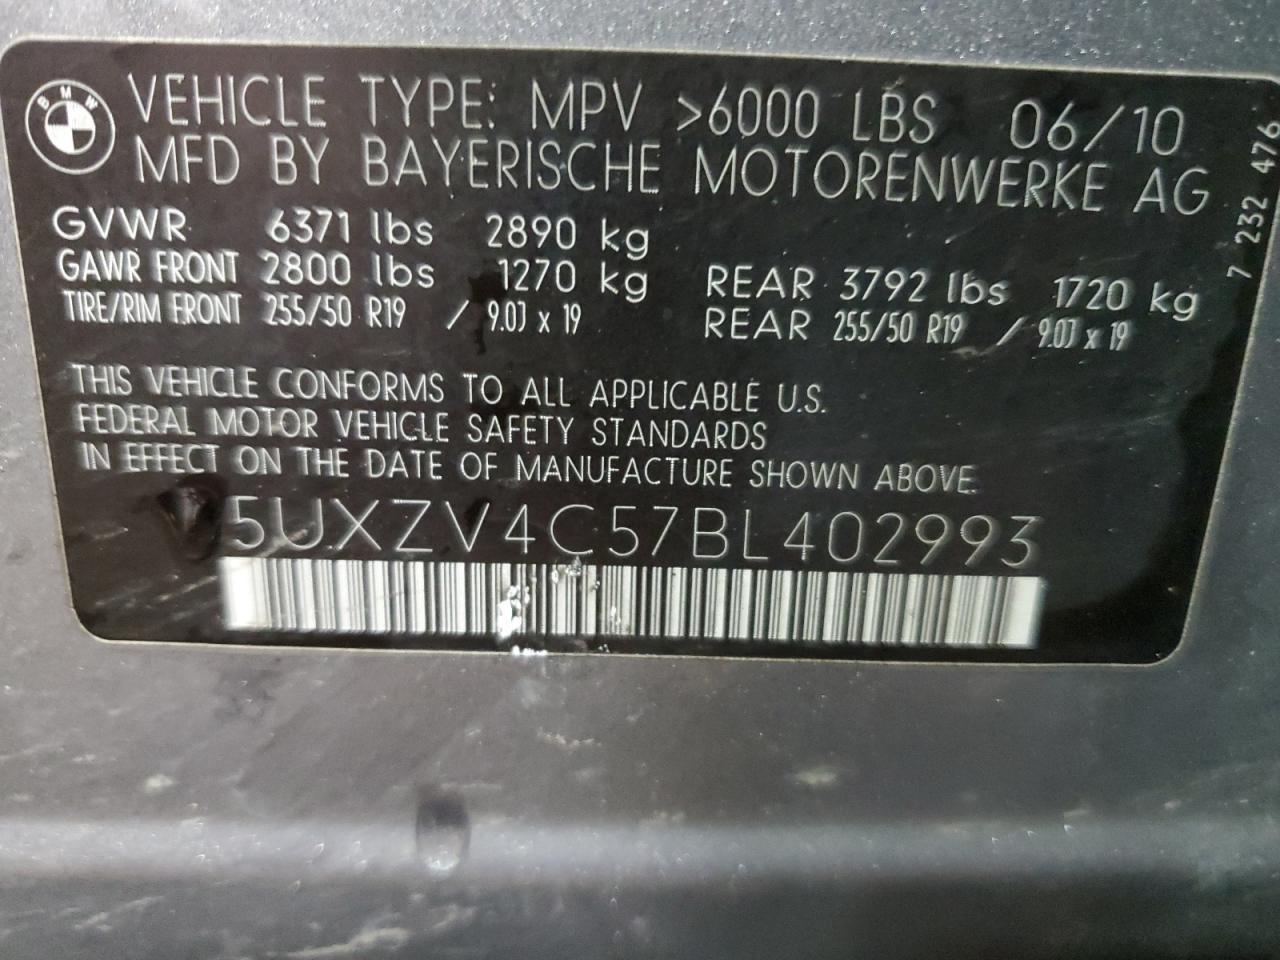 BMW
VEHICLE TYPE: MPV >6000 LBS 06/10
MFD BY BAYERISCHE MOTORENWERKE AG
GVWR 6371 lbs 2890 kg
GAWR FRONT 2800 lbs 1270 kg REAR 3792 lbs 1720 kg
TIRE/RIM FRONT 255/50 R19 / 9.0J x 19 REAR 255/50 R19 / 9.0J x 19
THIS VEHICLE CONFORMS TO ALL APPLICABLE U.S.
FEDERAL MOTOR VEHICLE SAFETY STANDARDS
IN EFFECT ON THE DATE OF MANUFACTURE SHOWN ABOVE.
5UXZV4C57BL402993
7 232 476